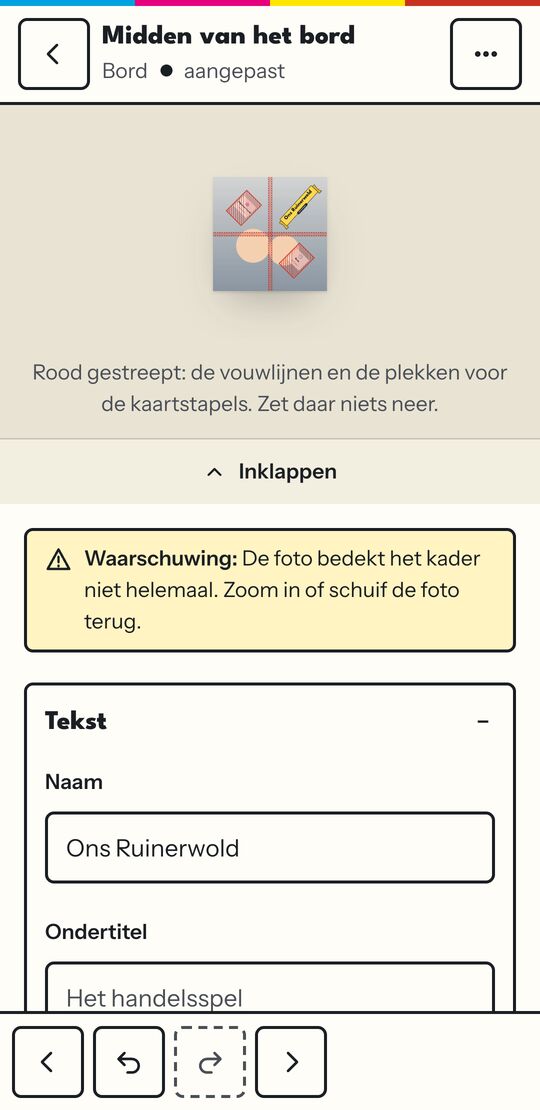 Midden van het bord
Bord ● aangepast
Ons Ruinerwold
Rood gestreept: de vouwlijnen en de plekken voor
de kaartstapels. Zet daar niets neer.
Inklappen
Waarschuwing: De foto bedekt het kader
niet helemaal. Zoom in of schuif de foto
terug.
Tekst
Naam
Ons Ruinerwold
Ondertitel
Het handelsspel